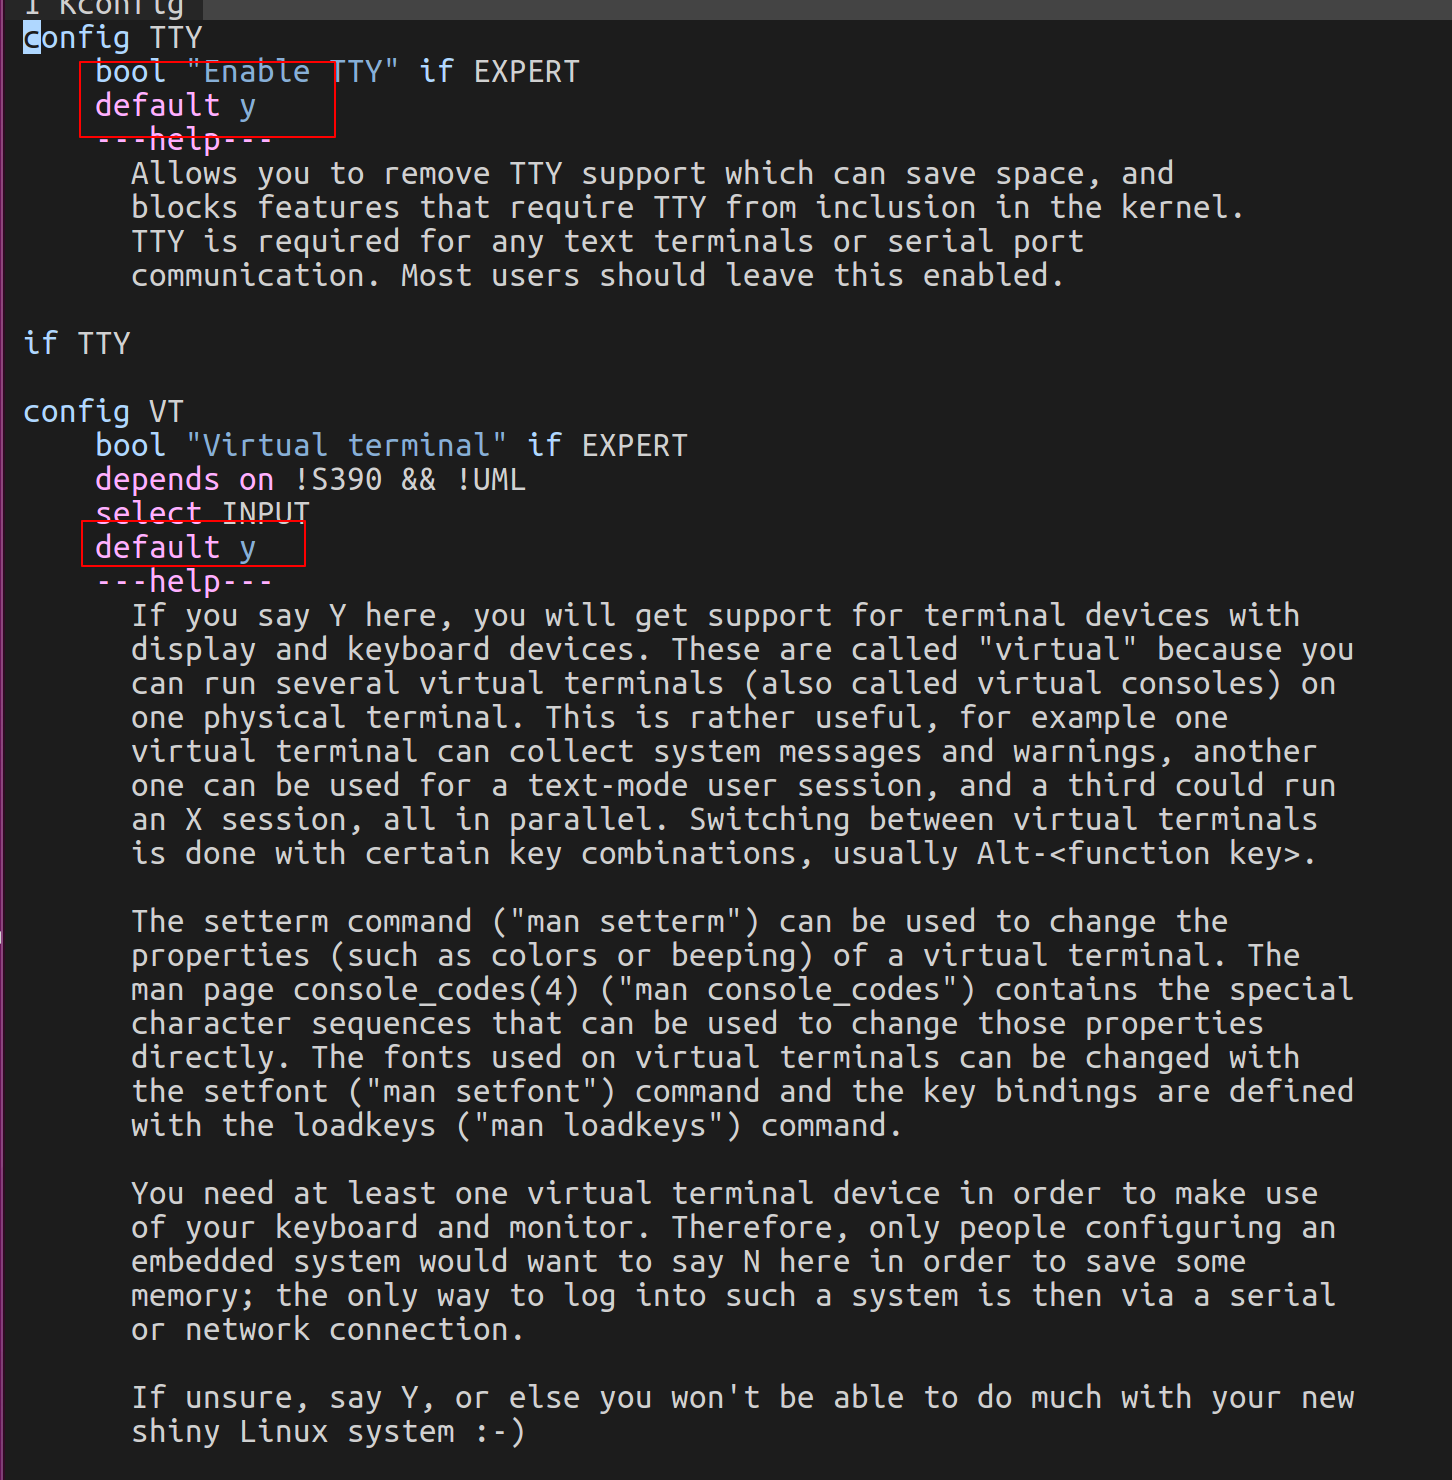 1 Kconfig
config TTY
bool "Enable TTY" if EXPERT
default y
---help---
Allows you to remove TTY support which can save space, and
blocks features that require TTY from inclusion in the kernel.
TTY is required for any text terminals or serial port
communication. Most users should leave this enabled.
if TTY
config VT
bool "Virtual terminal" if EXPERT
depends on !S390 && !UML
select INPUT
default y
---help---
If you say Y here, you will get support for terminal devices with
display and keyboard devices. These are called "virtual" because you
can run several virtual terminals (also called virtual consoles) on
one physical terminal. This is rather useful, for example one
virtual terminal can collect system messages and warnings, another
one can be used for a text-mode user session, and a third could run
an X session, all in parallel. Switching between virtual terminals
is done with certain key combinations, usually Alt-<function key>.
The setterm command ("man setterm") can be used to change the
properties (such as colors or beeping) of a virtual terminal. The
man page console_codes(4) ("man console_codes") contains the special
character sequences that can be used to change those properties
directly. The fonts used on virtual terminals can be changed with
the setfont ("man setfont") command and the key bindings are defined
with the loadkeys ("man loadkeys") command.
You need at least one virtual terminal device in order to make use
of your keyboard and monitor. Therefore, only people configuring an
embedded system would want to say N here in order to save some
memory; the only way to log into such a system is then via a serial
or network connection.
If unsure, say Y, or else you won't be able to do much with your new
shiny Linux system :-)